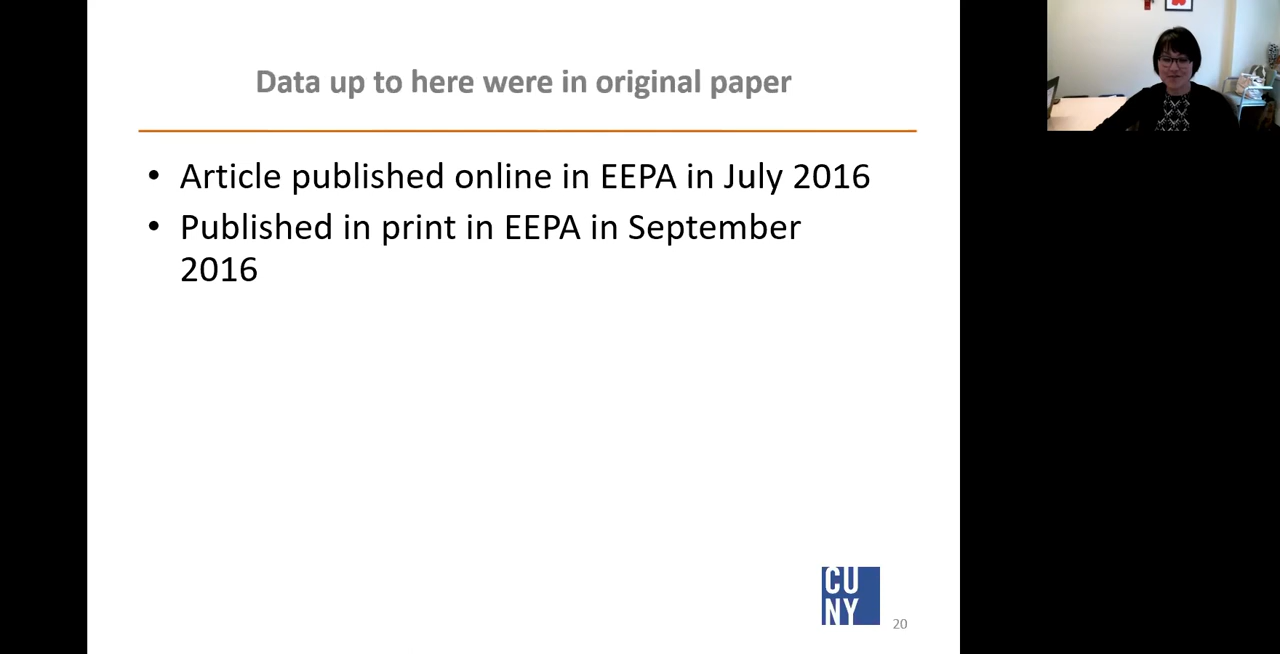 Data up to here were in original paper
• Article published online in EEPA in July 2016
• Published in print in EEPA in September
2016
CU
NY
20